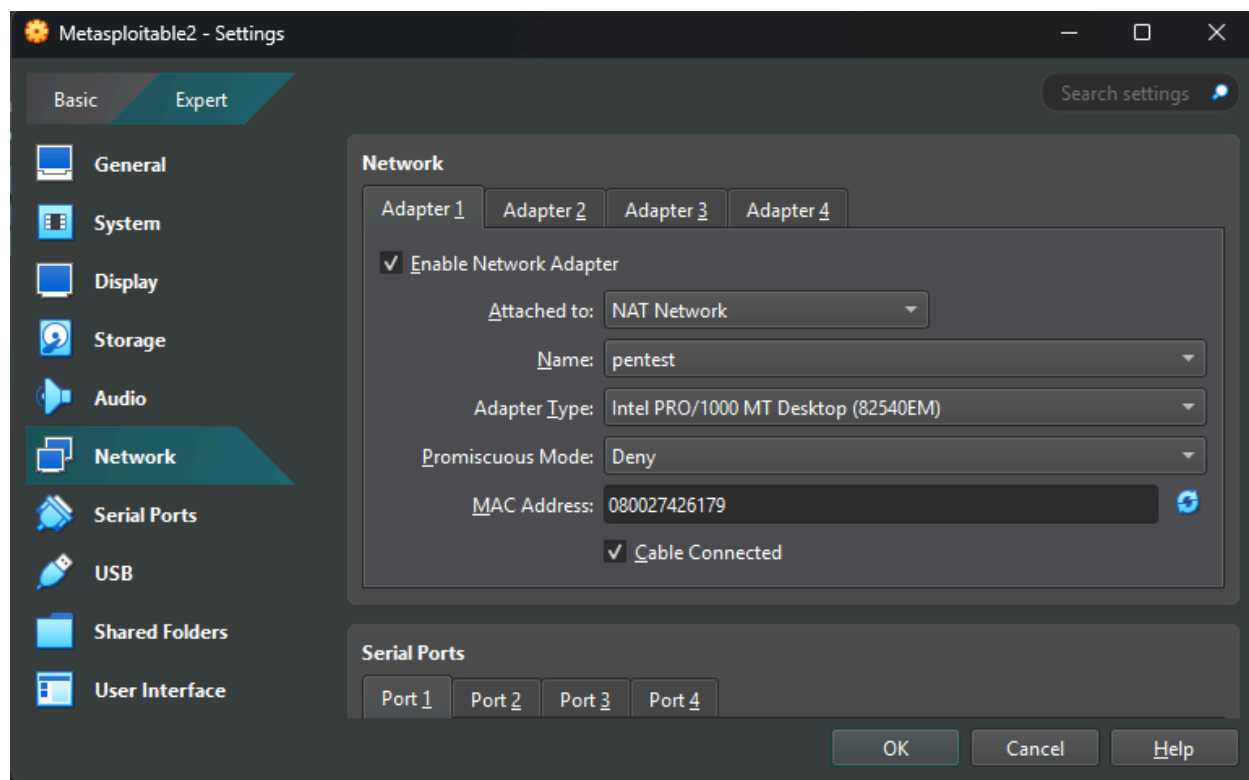 Metasploitable2 - Settings
Basic
Expert
Search settings
General
System
Display
Storage
Audio
Network
Serial Ports
USB
Shared Folders
User Interface
Network
Adapter 1
Adapter 2
Adapter 3
Adapter 4
Enable Network Adapter
Attached to: NAT Network
Name: pentest
Adapter Type: Intel PRO/1000 MT Desktop (82540EM)
Promiscuous Mode: Deny
MAC Address: 080027426179
Cable Connected
Serial Ports
Port 1
Port 2
Port 3
Port 4
OK
Cancel
Help